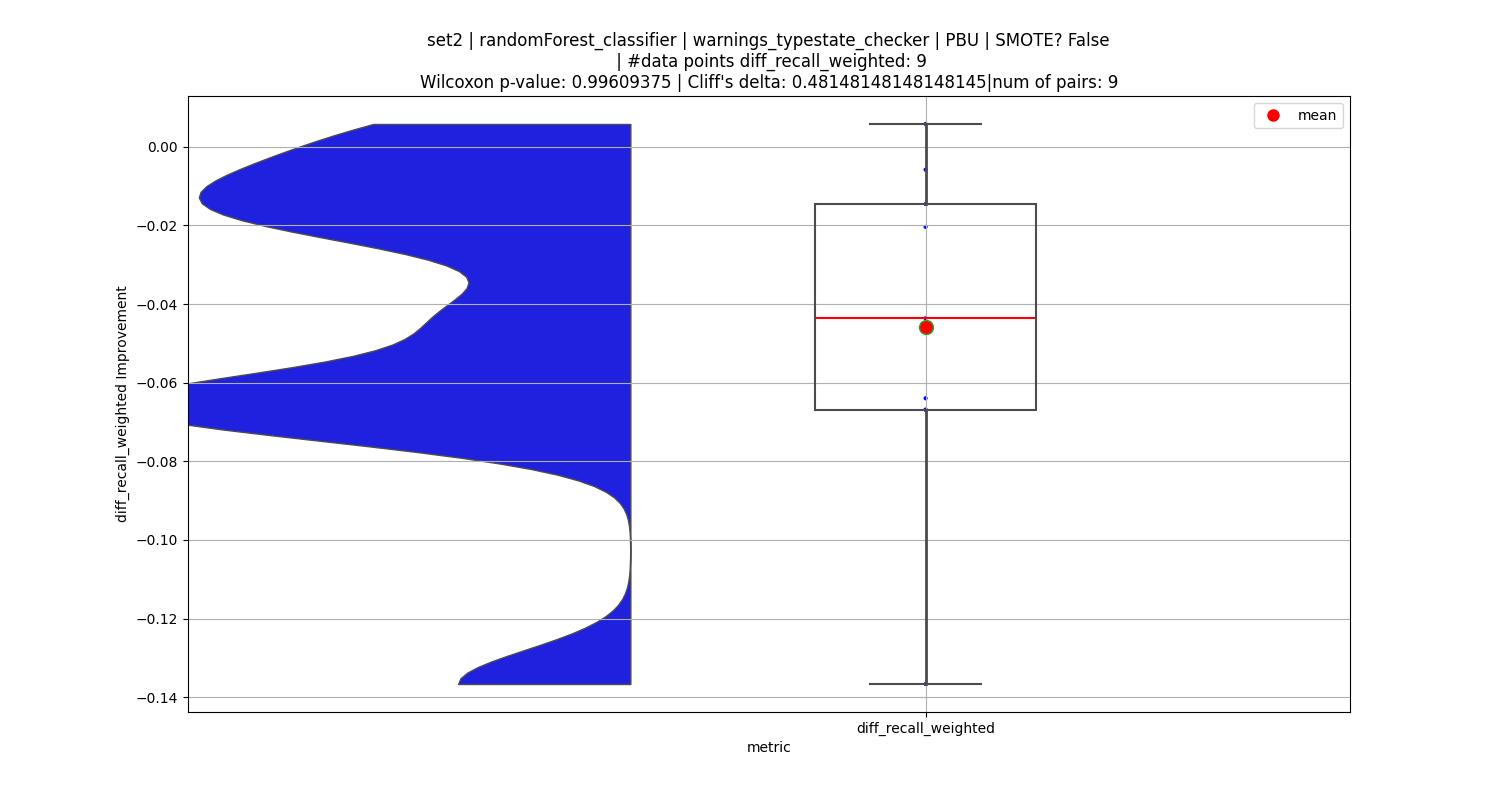 set2 | randomForest_classifier | warnings_typestate_checker | PBU | SMOTE? False
| #data points diff_recall_weighted: 9
Wilcoxon p-value: 0.99609375 | Cliff's delta: 0.48148148148148145|num of pairs: 9
mean
0.00
−0.02
−0.04
−0.06
−0.08
−0.10
−0.12
−0.14
diff_recall_weighted Improvement
diff_recall_weighted
metric